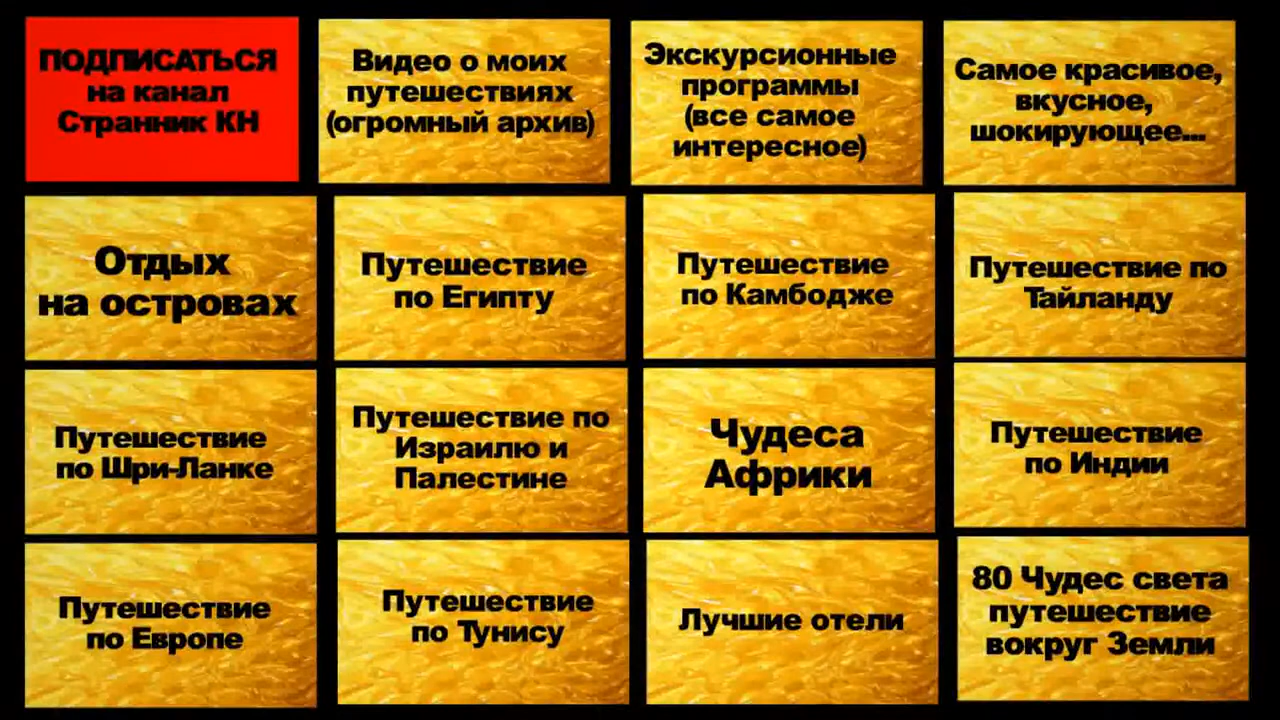 ПОДПИСАТЬСЯ
на канал
Странник КН
Видео о моих
путешествиях
(огромный архив)
Экскурсионные
программы
(все самое
интересное)
Самое красивое,
вкусное,
шокирующее...
Отдых
на островах
Путешествие
по Египту
Путешествие
по Камбодже
Путешествие по
Тайланду
Путешествие
по Шри-Ланке
Путешествие по
Израилю и
Палестине
Чудеса
Африки
Путешествие
по Индии
Путешествие
по Европе
Путешествие
по Тунису
Лучшие отели
80 Чудес света
путешествие
вокруг Земли